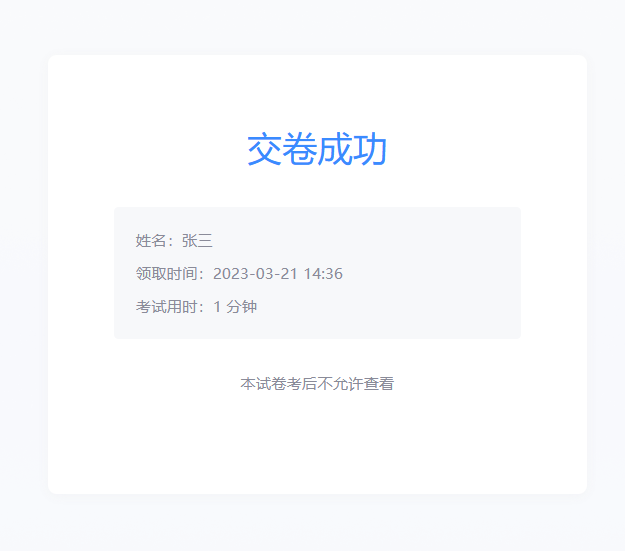 交卷成功
姓名：张三
领取时间：2023-03-21 14:36
考试用时：1 分钟
本试卷考后不允许查看